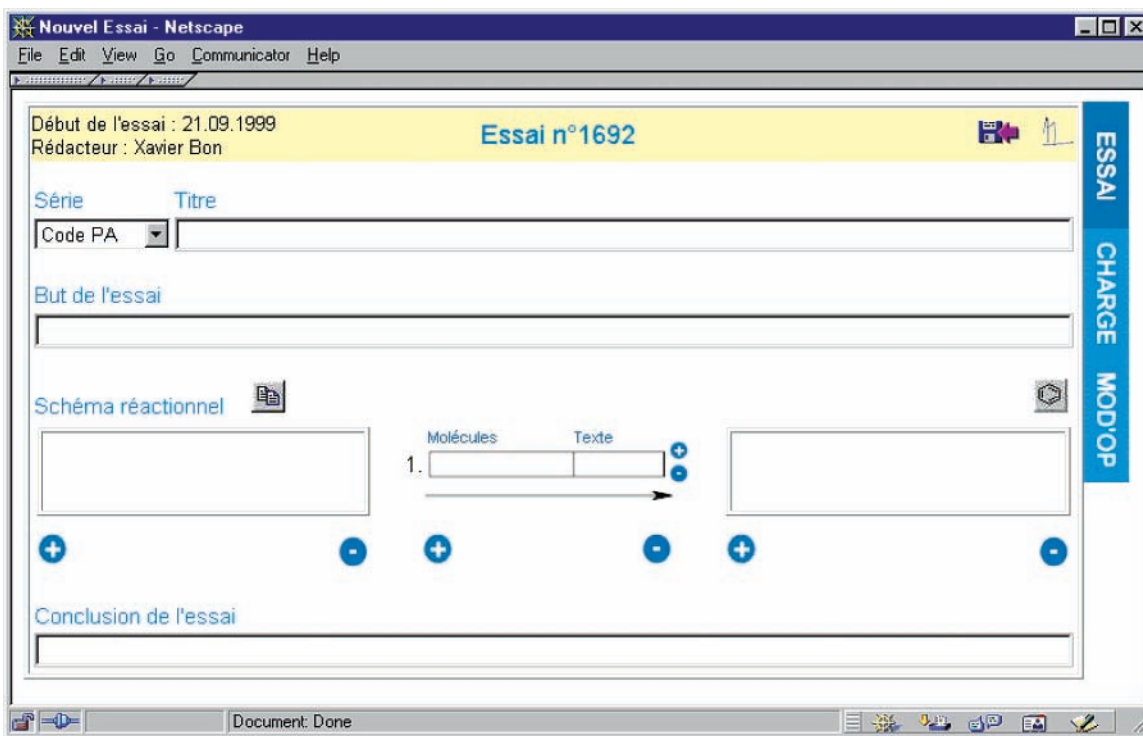 Nouvel Essai - Netscape
File Edit View Go Communicator Help
Début de l'essai : 21.09.1999
Rédacteur : Xavier Bon
Essai n°1692
ESSAI
CHARGE
MOD'OP
Série Titre
Code PA
But de l'essai
Schéma réactionnel
Molécules Texte
1.
Conclusion de l'essai
Document: Done